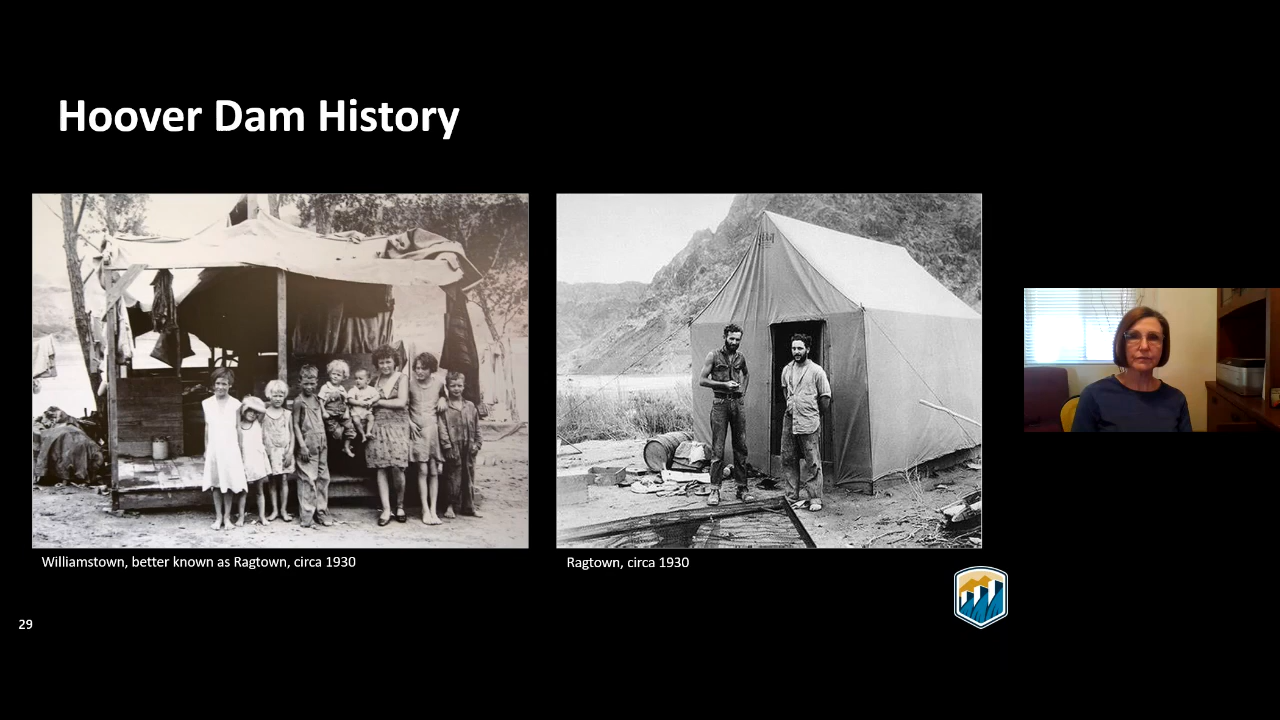 Hoover Dam History
Williamstown, better known as Ragtown, circa 1930
Ragtown, circa 1930
29